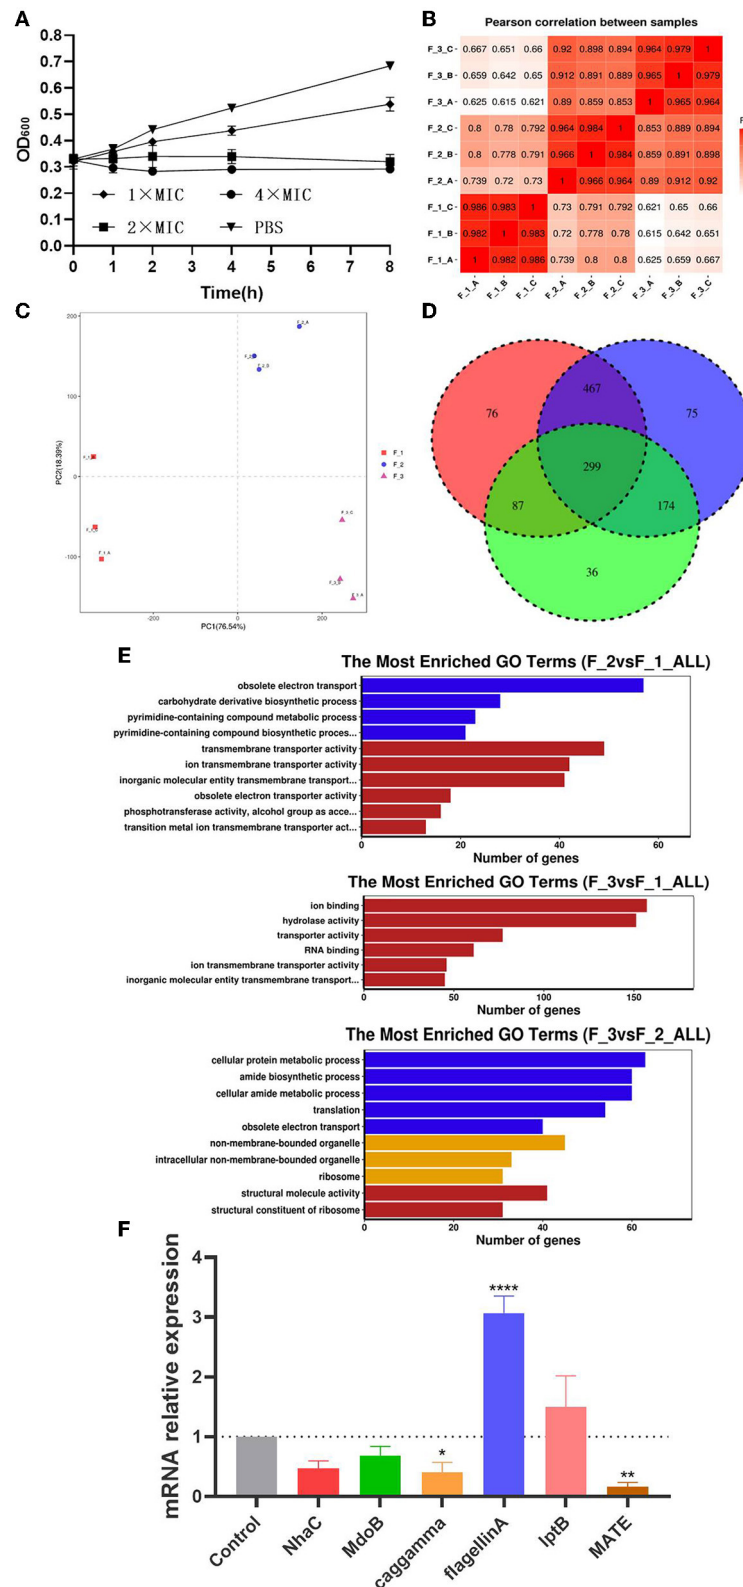 A
0.8
0.7
0.6
0.5
0.4
0.3
0.2
0.1
0.0
OD600
1×MIC
4×MIC
2×MIC
PBS
0 1 2 3 4 5 6 7 8
Time(h)
B
Pearson correlation between samples
F_3_C 0.667 0.651 0.66 0.92 0.898 0.894 0.964 0.979 1
F_3_B 0.659 0.642 0.65 0.912 0.891 0.889 0.965 1 0.979
F_3_A 0.625 0.615 0.621 0.89 0.859 0.853 1 0.965 0.964
F_2_C 0.8 0.78 0.792 0.964 0.984 1 0.853 0.889 0.894
F_2_B 0.8 0.778 0.791 0.966 1 0.984 0.859 0.891 0.898
F_2_A 0.739 0.72 0.73 1 0.966 0.964 0.89 0.912 0.92
F_1_C 0.986 0.983 1 0.73 0.791 0.792 0.621 0.65 0.66
F_1_B 0.982 1 0.983 0.72 0.778 0.78 0.615 0.642 0.651
F_1_A 1 0.982 0.986 0.739 0.8 0.8 0.625 0.659 0.667
F_1_A F_1_B F_1_C F_2_A F_2_B F_2_C F_3_A F_3_B F_3_C
C
200
100
0
-100
PC2(18.39%)
F_2_A
F_2_B
F_1_A
F_3_C
F_3_A
-200 0 200
PC1(76.54%)
F_1
F_2
F_3
D
76
467
75
299
87
174
36
E
The Most Enriched GO Terms (F_2vsF_1_ALL)
obsolete electron transport
carbohydrate derivative biosynthetic process
pyrimidine-containing compound metabolic process
pyrimidine-containing compound biosynthetic proces...
transmembrane transporter activity
ion transmembrane transporter activity
inorganic molecular entity transmembrane transport...
obsolete electron transporter activity
phosphotransferase activity, alcohol group as acce...
transition metal ion transmembrane transporter act...
0 20 40 60
Number of genes
The Most Enriched GO Terms (F_3vsF_1_ALL)
ion binding
hydrolase activity
transporter activity
RNA binding
ion transmembrane transporter activity
inorganic molecular entity transmembrane transport...
0 50 100 150
Number of genes
The Most Enriched GO Terms (F_3vsF_2_ALL)
cellular protein metabolic process
amide biosynthetic process
cellular amide metabolic process
translation
obsolete electron transport
non-membrane-bounded organelle
intracellular non-membrane-bounded organelle
ribosome
structural molecule activity
structural constituent of ribosome
0 20 40 60
Number of genes
F
mRNA relative expression
4
3
2
1
0
*
****
**
Control
NhaC
MdoB
caggamma
flagellinA
lptB
MATE